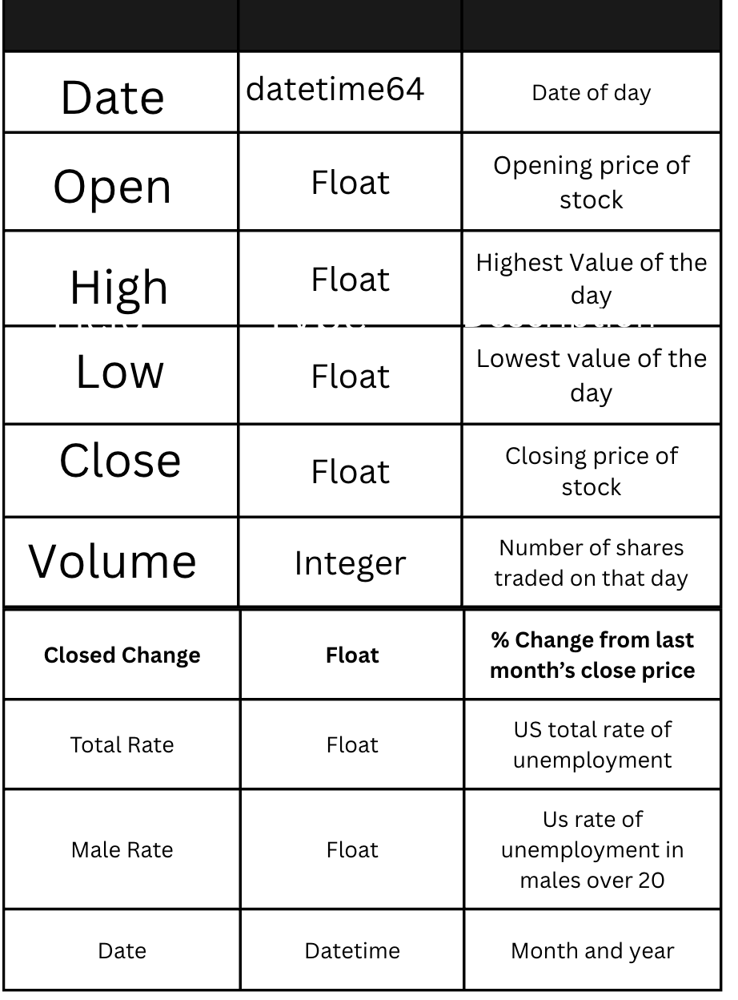 Date
datetime64
Date of day
Open
Float
Opening price of
stock
High
Float
Highest Value of the
day
Field
Type
Description
Low
Float
Lowest value of the
day
Close
Float
Closing price of
stock
Volume
Integer
Number of shares
traded on that day
Closed Change
Float
% Change from last
month’s close price
Total Rate
Float
US total rate of
unemployment
Male Rate
Float
Us rate of
unemployment in
males over 20
Date
Datetime
Month and year